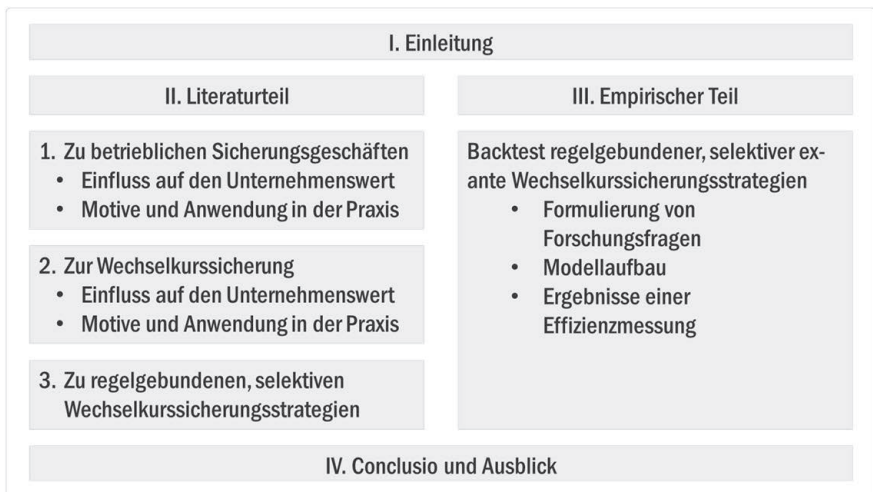 I. Einleitung
II. Literaturteil
1. Zu betrieblichen Sicherungsgeschäften
• Einfluss auf den Unternehmenswert
• Motive und Anwendung in der Praxis
2. Zur Wechselkurssicherung
• Einfluss auf den Unternehmenswert
• Motive und Anwendung in der Praxis
3. Zu regelgebundenen, selektiven
Wechselkurssicherungsstrategien
III. Empirischer Teil
Backtest regelgebundener, selektiver ex-
ante Wechselkurssicherungsstrategien
• Formulierung von
Forschungsfragen
• Modellaufbau
• Ergebnisse einer
Effizienzmessung
IV. Conclusio und Ausblick